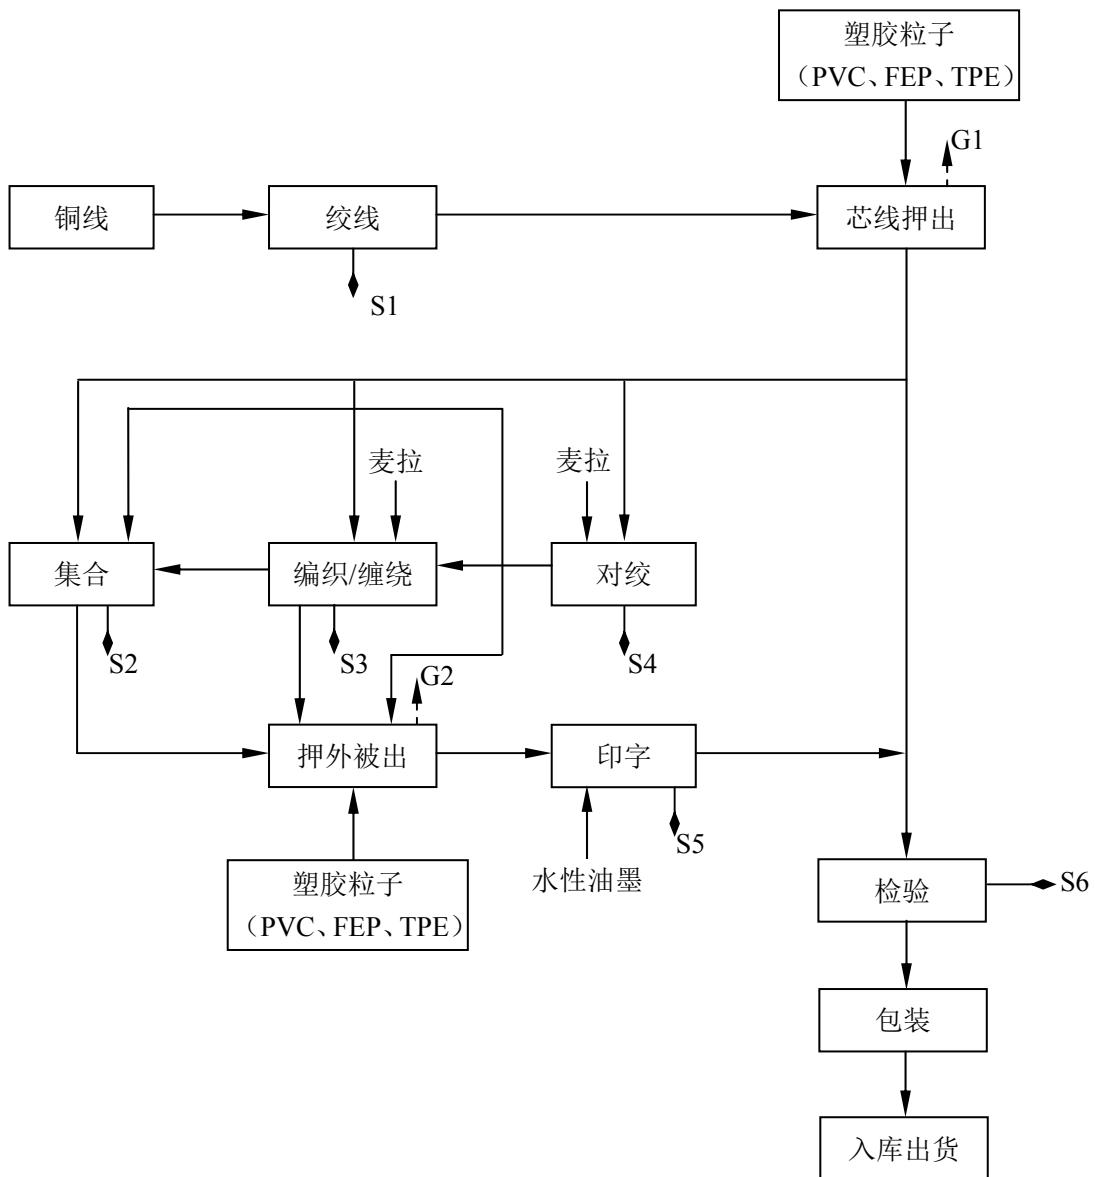 塑胶粒子
（PVC、FEP、TPE）
G1
铜线
绞线
芯线押出
S1
麦拉
麦拉
集合
编织/缠绕
对绞
S2
S3
S4
G2
押外被出
印字
S5
塑胶粒子
（PVC、FEP、TPE）
水性油墨
检验
S6
包装
入库出货